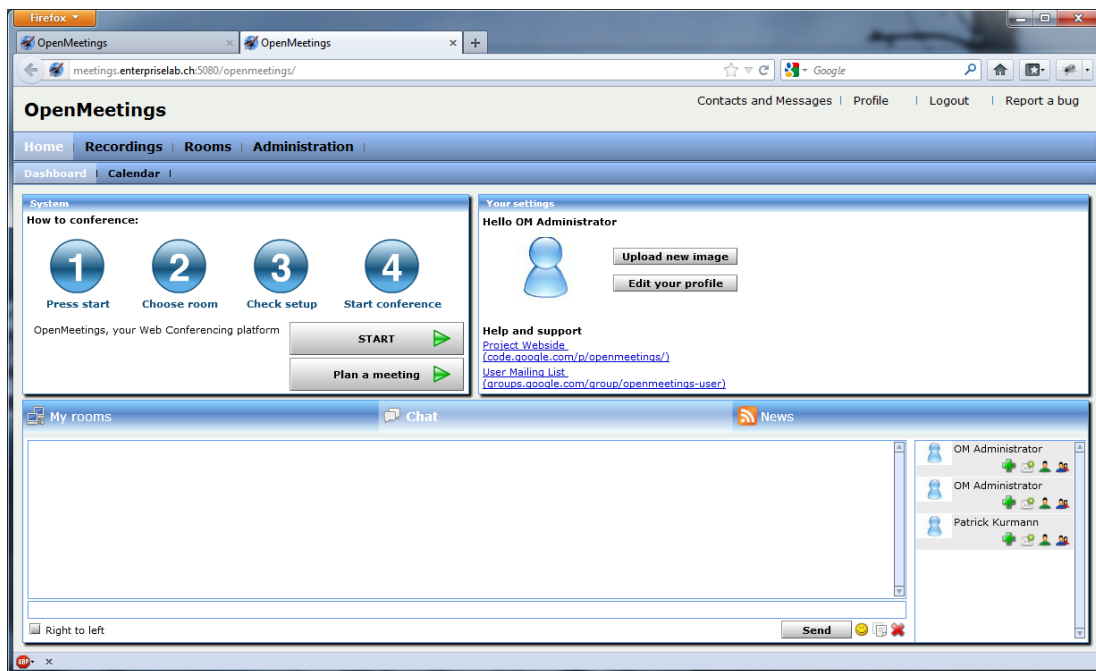 Firefox
OpenMeetings
OpenMeetings
meetings.enterpriselab.ch:5080/openmeetings/
Google
OpenMeetings
Contacts and Messages | Profile | Logout | Report a bug
Home | Recordings | Rooms | Administration |
Dashboard | Calendar |
System
How to conference:
1 2 3 4
Press start Choose room Check setup Start conference
OpenMeetings, your Web Conferencing platform
START
Plan a meeting
Your settings
Hello OM Administrator
Upload new image
Edit your profile
Help and support
Project Webside
(code.google.com/p/openmeetings/)
User Mailing List
(groups.google.com/group/openmeetings-user)
My rooms
Chat
News
OM Administrator
OM Administrator
Patrick Kurmann
Right to left
Send
ABP